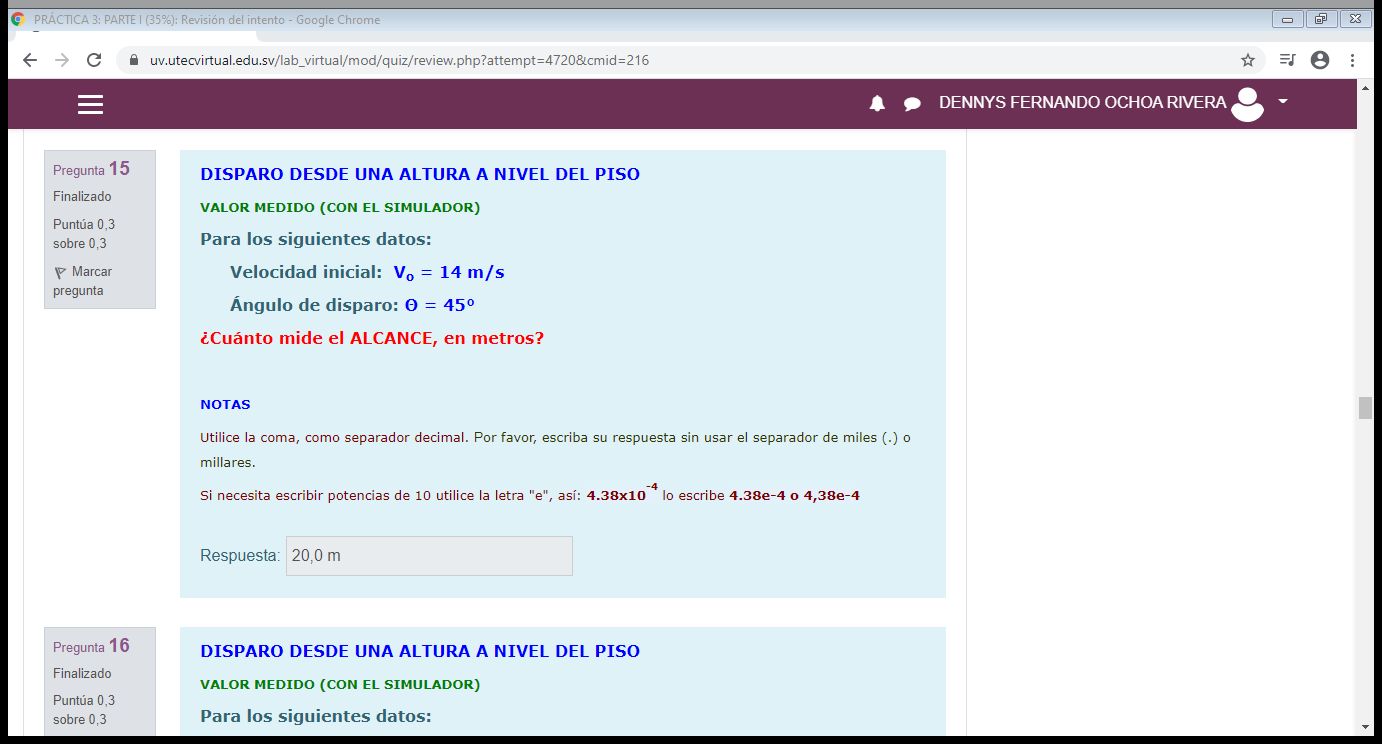 PRÁCTICA 3: PARTE I (35%): Revisión del intento - Google Chrome
uv.utecvirtual.edu.sv/lab_virtual/mod/quiz/review.php?attempt=4720&cmid=216
DENNYS FERNANDO OCHOA RIVERA
Pregunta 15
Finalizado
Puntúa 0,3
sobre 0,3
Marcar
pregunta
DISPARO DESDE UNA ALTURA A NIVEL DEL PISO
VALOR MEDIDO (CON EL SIMULADOR)
Para los siguientes datos:
Velocidad inicial: Vo = 14 m/s
Ángulo de disparo: Θ = 45º
¿Cuánto mide el ALCANCE, en metros?
NOTAS
Utilice la coma, como separador decimal. Por favor, escriba su respuesta sin usar el separador de miles (.) o
millares.
Si necesita escribir potencias de 10 utilice la letra "e", así: 4.38x10-4 lo escribe 4.38e-4 o 4,38e-4
Respuesta: 20,0 m
Pregunta 16
Finalizado
Puntúa 0,3
sobre 0,3
DISPARO DESDE UNA ALTURA A NIVEL DEL PISO
VALOR MEDIDO (CON EL SIMULADOR)
Para los siguientes datos: